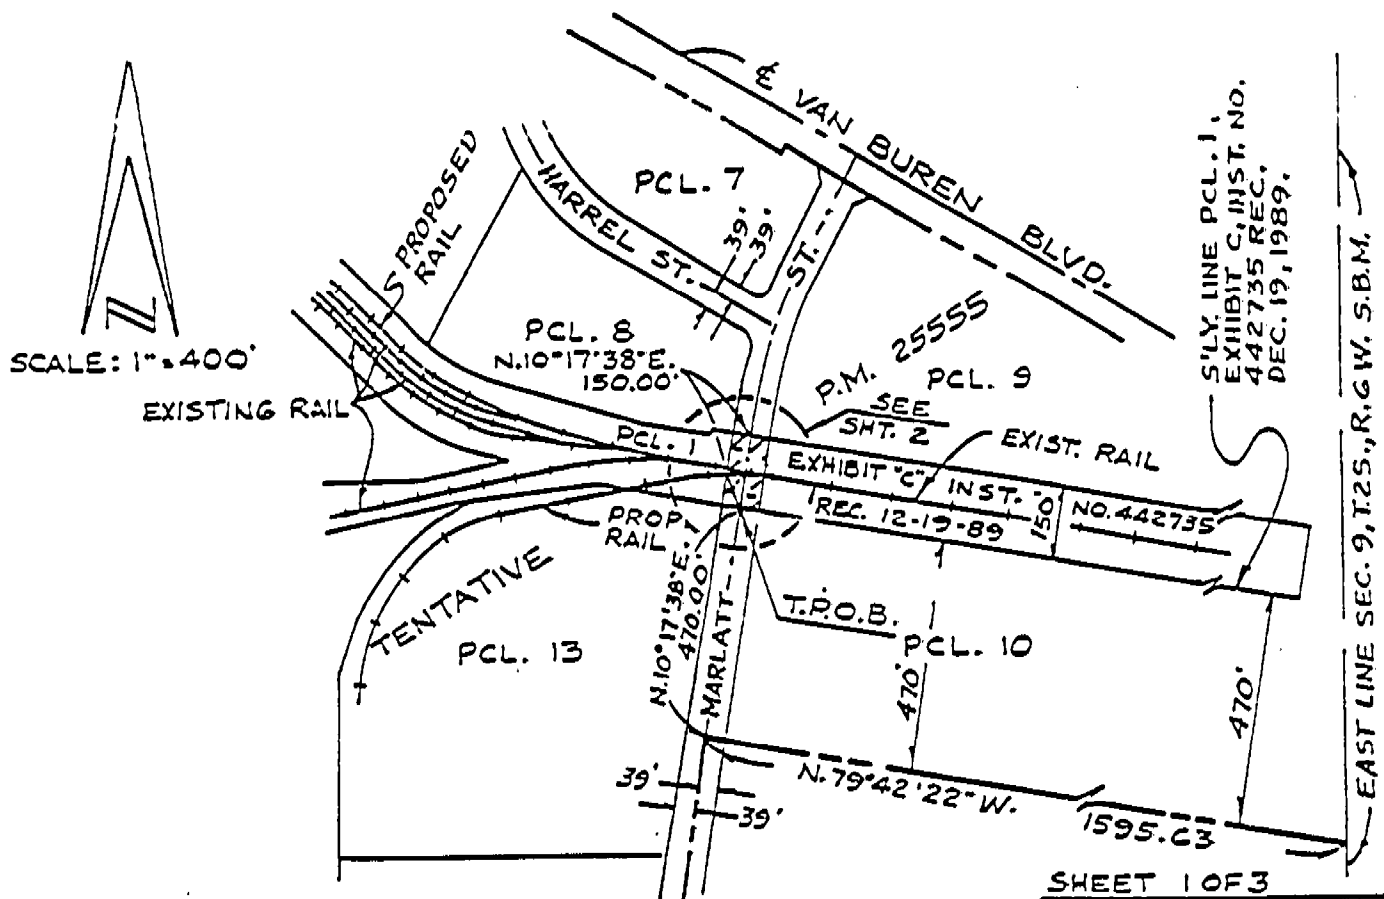 ℄ VAN BUREN BLVD.
S'LY. LINE PCL. 1,
EXHIBIT C, INST. NO.
442735 REC.
DEC. 19, 1989.
PROPOSED
RAIL
HARREL ST.
PCL. 7
39'
39'
ST.
N
SCALE: 1"=400'
PCL. 8
N.10°17'38"E.
150.00'
P.M. 25555
PCL. 9
EXISTING RAIL
SEE
SHT. 2
PCL. 1
EXIST. RAIL
EXHIBIT "C" INST. NO. 442735
REC. 12-19-89
150'
PROP.
RAIL
TENTATIVE
PCL. 13
N.10°17'38"E.
470.00'
MARLATT
T.P.O.B.
PCL. 10
470'
470'
EAST LINE SEC. 9, T.2S., R.6W. S.B.M.
39'
39'
N.79°42'22"W.
1595.63
SHEET 1 OF 3